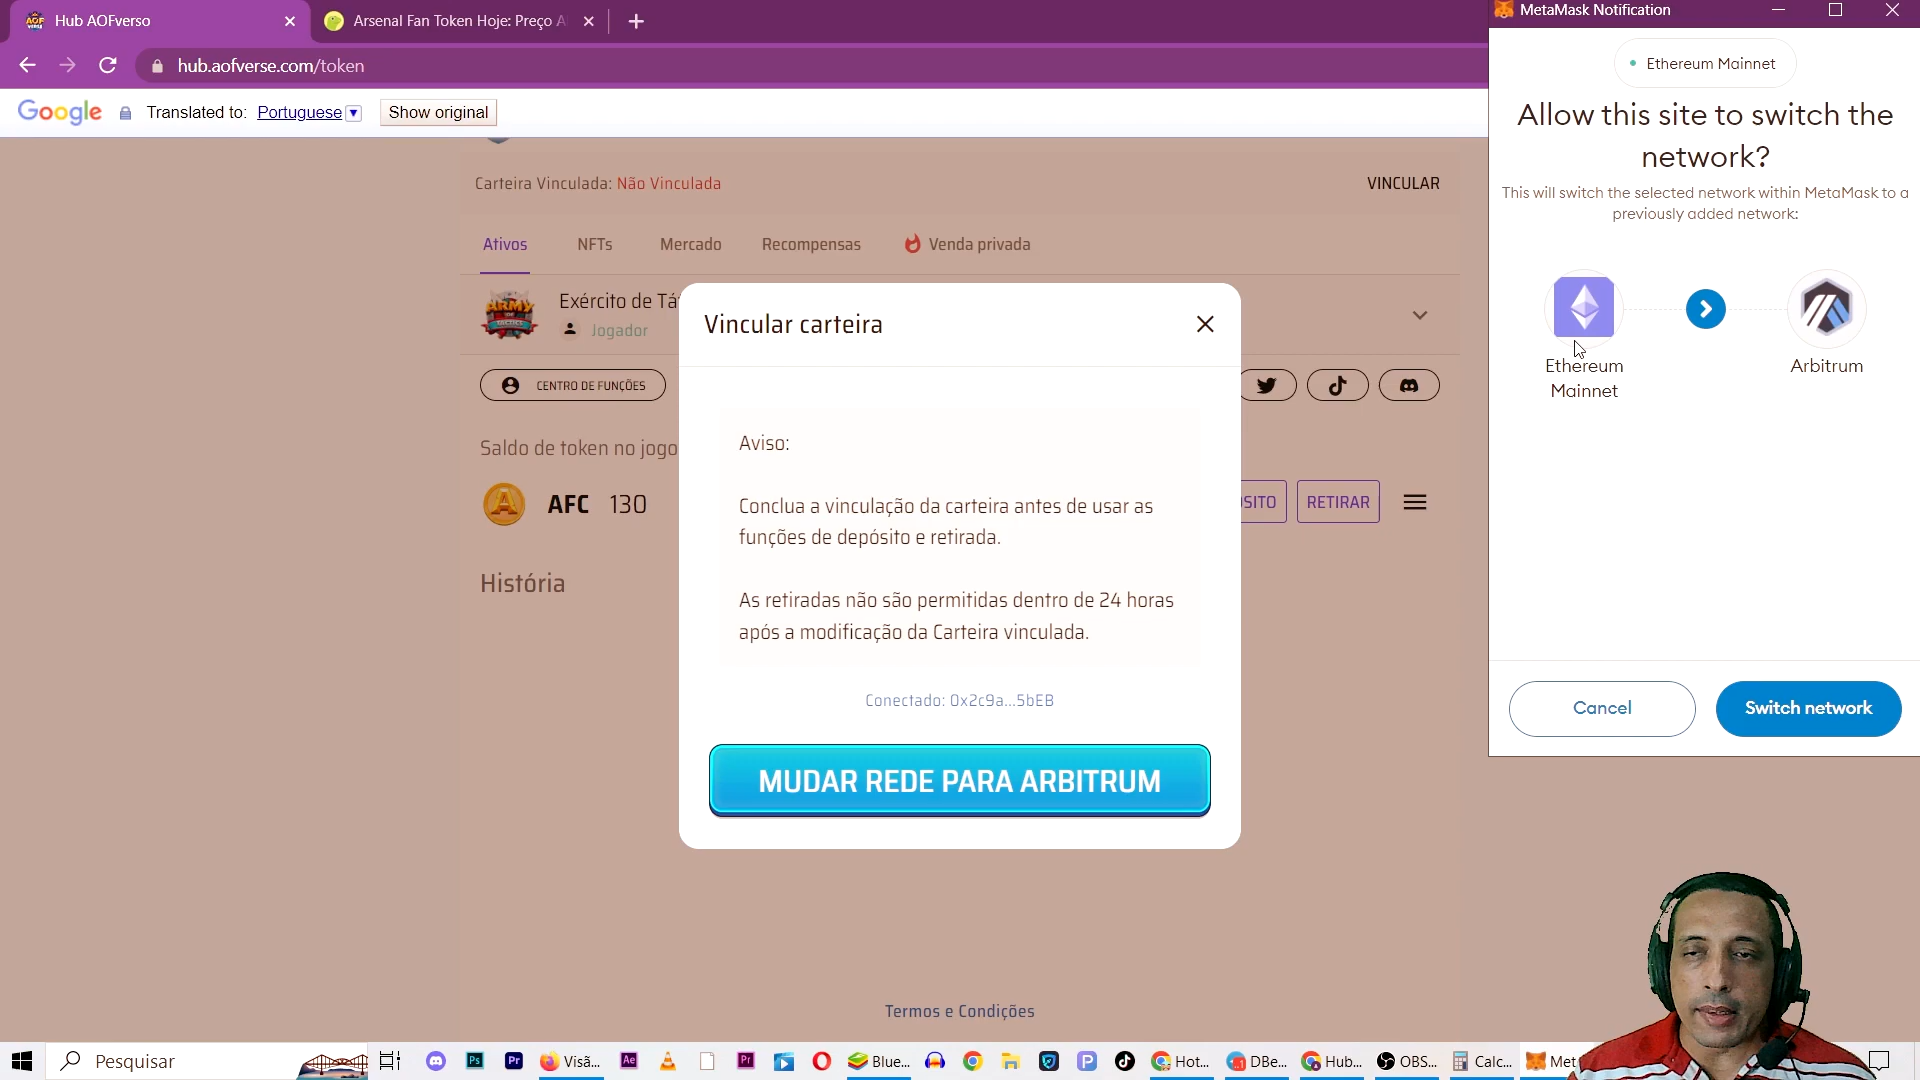 Hub AOFverso
Arsenal Fan Token Hoje: Preço A
MetaMask Notification
hub.aofverse.com/token
Ethereum Mainnet
Google
Translated to: Portuguese
Show original
Allow this site to switch the
network?
This will switch the selected network within MetaMask to a
previously added network:
Ethereum
Mainnet
Arbitrum
Cancel
Switch network
Carteira Vinculada: Não Vinculada
VINCULAR
Ativos
NFTs
Mercado
Recompensas
Venda privada
ARMY
Exército de Tá
Jogador
CENTRO DE FUNÇÕES
Saldo de token no jogo
AFC 130
SITO
RETIRAR
História
Vincular carteira
Aviso:
Conclua a vinculação da carteira antes de usar as
funções de depósito e retirada.
As retiradas não são permitidas dentro de 24 horas
após a modificação da Carteira vinculada.
Conectado: 0x2c9a...5bEB
MUDAR REDE PARA ARBITRUM
Termos e Condições
Pesquisar
Ps
Pr
Visã...
Ae
Pr
Blue...
Hot...
DBe...
Hub...
OBS...
Calc...
Met